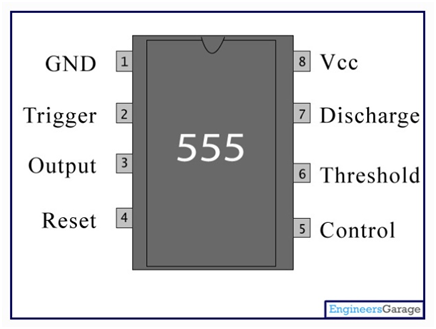 GND 1 8 Vcc
Trigger 2 7 Discharge
555
Output 3 6 Threshold
Reset 4 5 Control
EngineersGarage